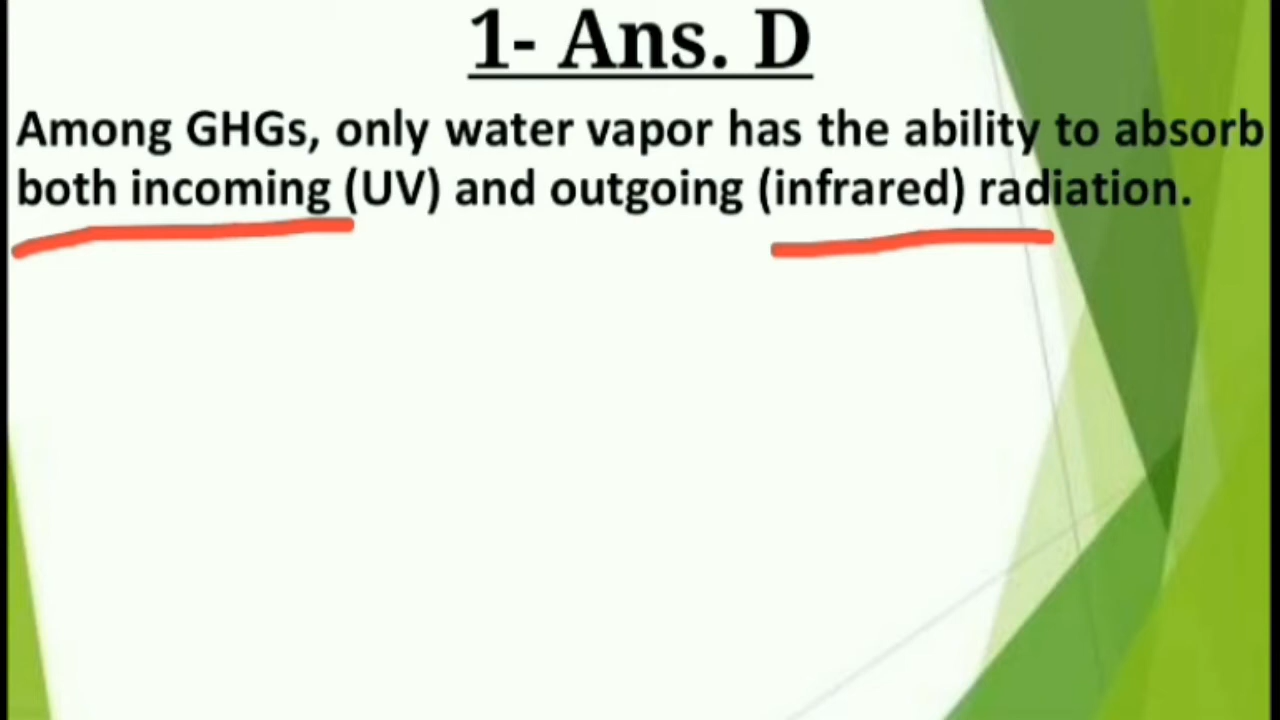 1- Ans. D
Among GHGs, only water vapor has the ability to absorb
both incoming (UV) and outgoing (infrared) radiation.